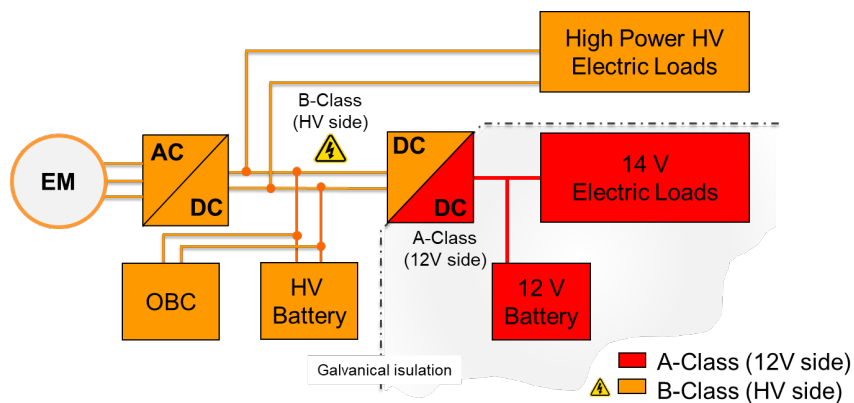 High Power HV
Electric Loads
B-Class
(HV side)
AC
DC
DC
DC
EM
14 V
Electric Loads
A-Class
(12V side)
OBC
HV
Battery
12 V
Battery
Galvanical isulation
A-Class (12V side)
B-Class (HV side)